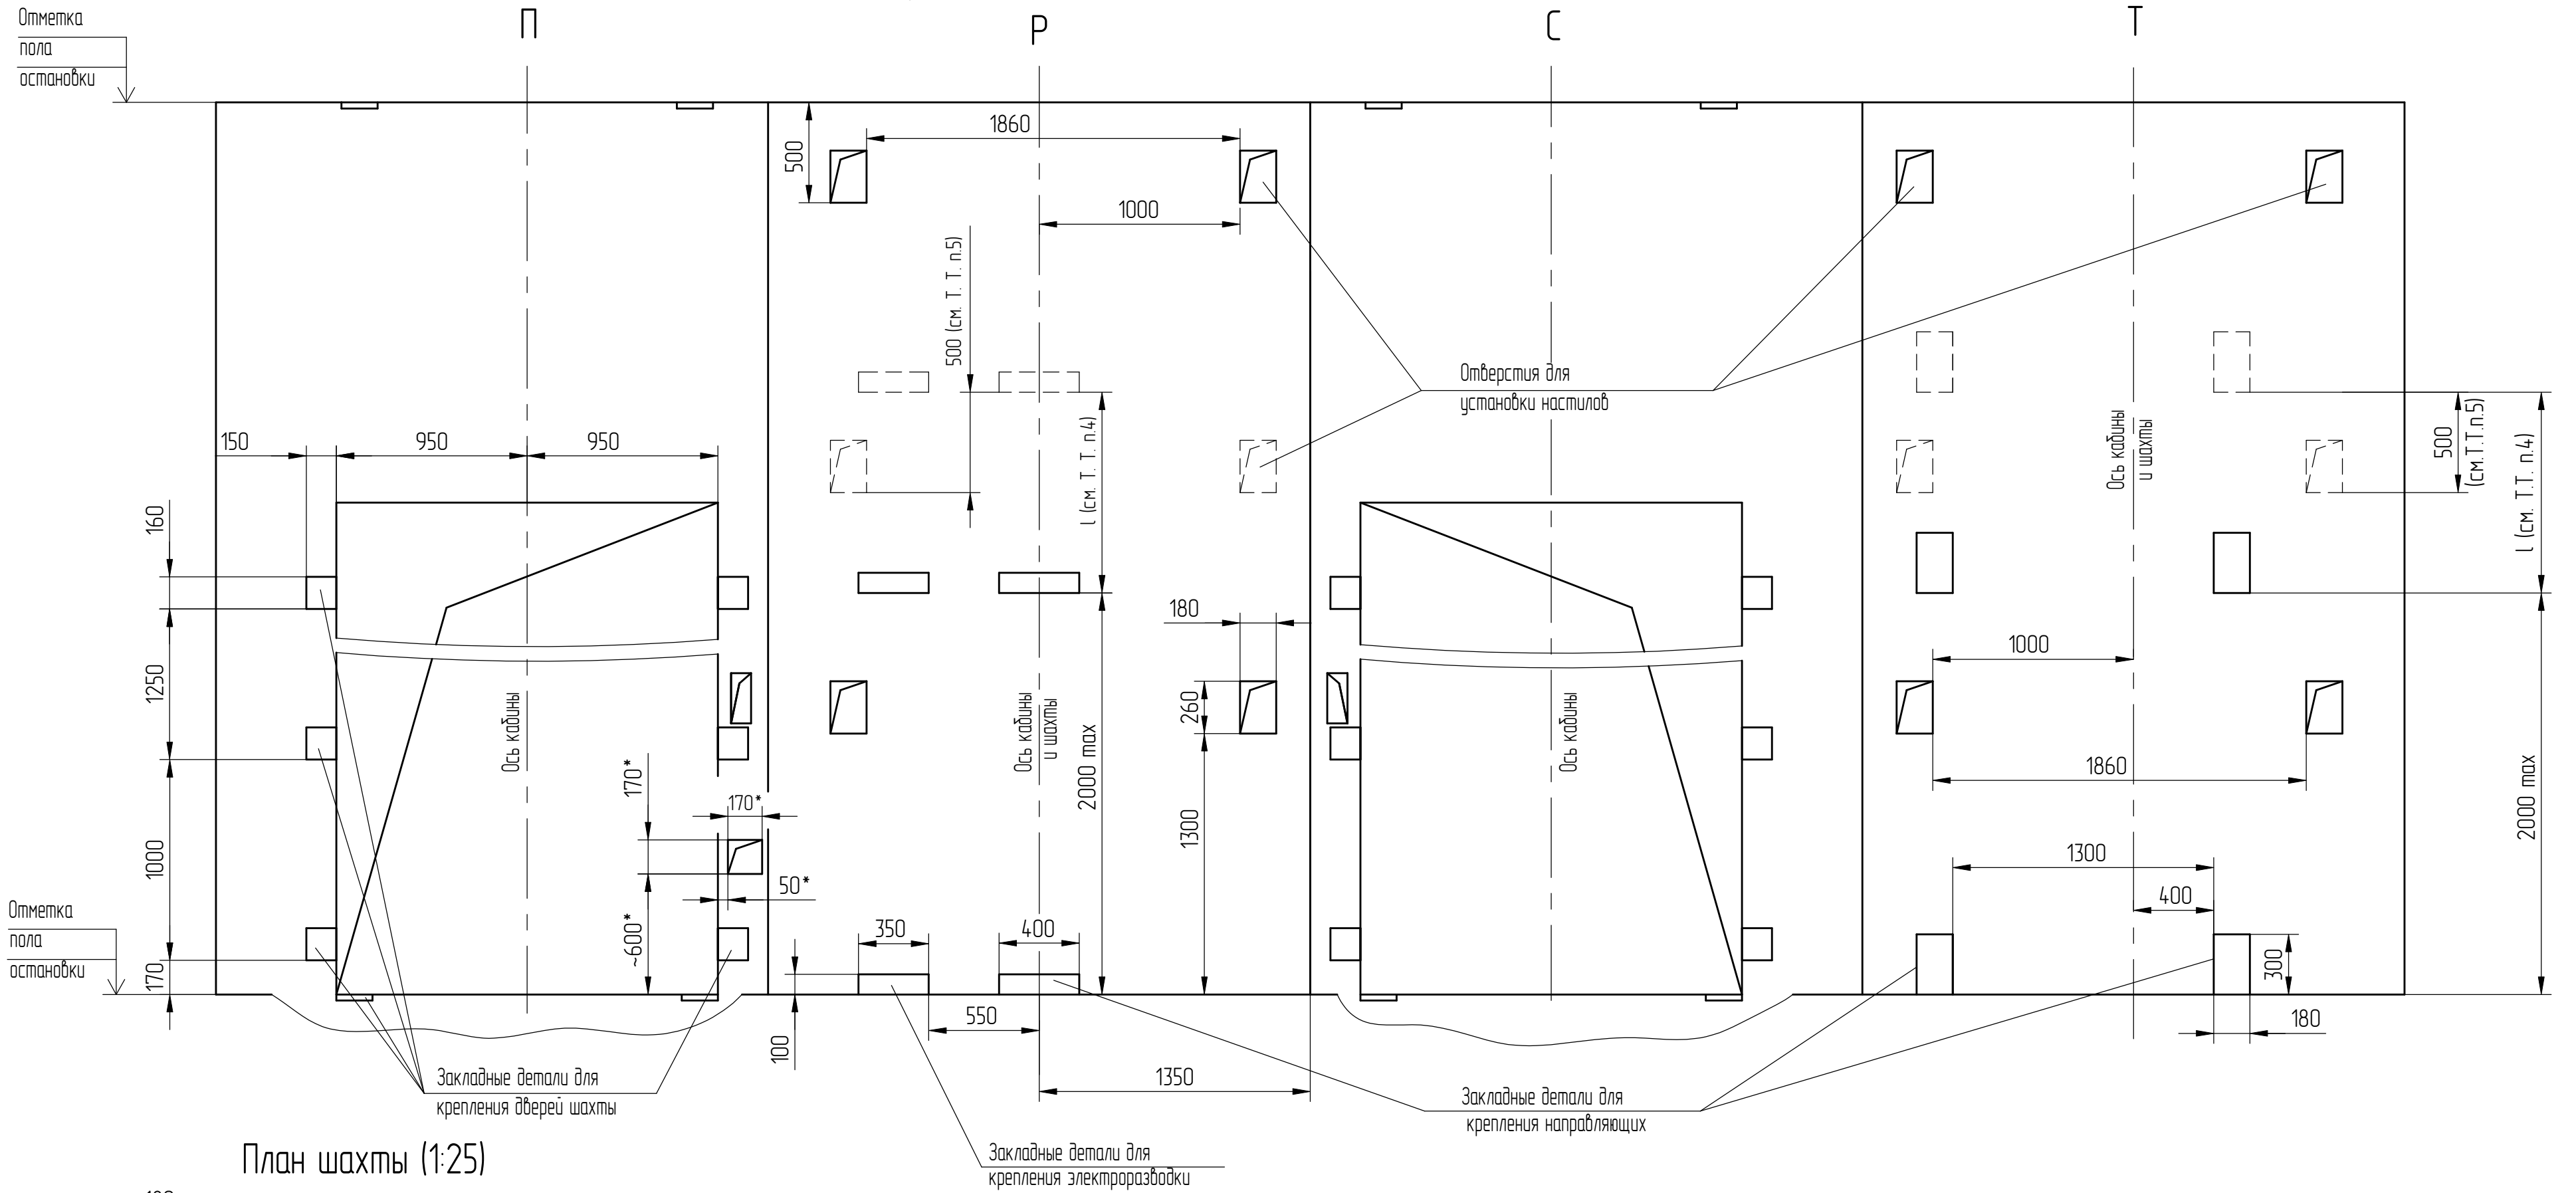 Отметка
пола
остановки
П
Р
С
Т
1860
500
1000
500 (см. Т. Т. п.5)
Отверстия для
установки настилов
l (см. Т. Т. п.4)
Ось кабины
и шахты
500
(см.Т.Т.п.5)
l (см. Т.Т. п.4)
150
950
950
160
1250
1000
170
180
260
1300
2000 max
Ось кабины
Ось кабины
и шахты
Ось кабины
170*
170*
50*
~600*
1000
1860
1300
400
300
180
2000 max
Отметка
пола
остановки
350
400
550
100
1350
Закладные детали для
крепления дверей шахты
Закладные детали для
крепления направляющих
Закладные детали для
крепления электроразводки
План шахты (1:25)